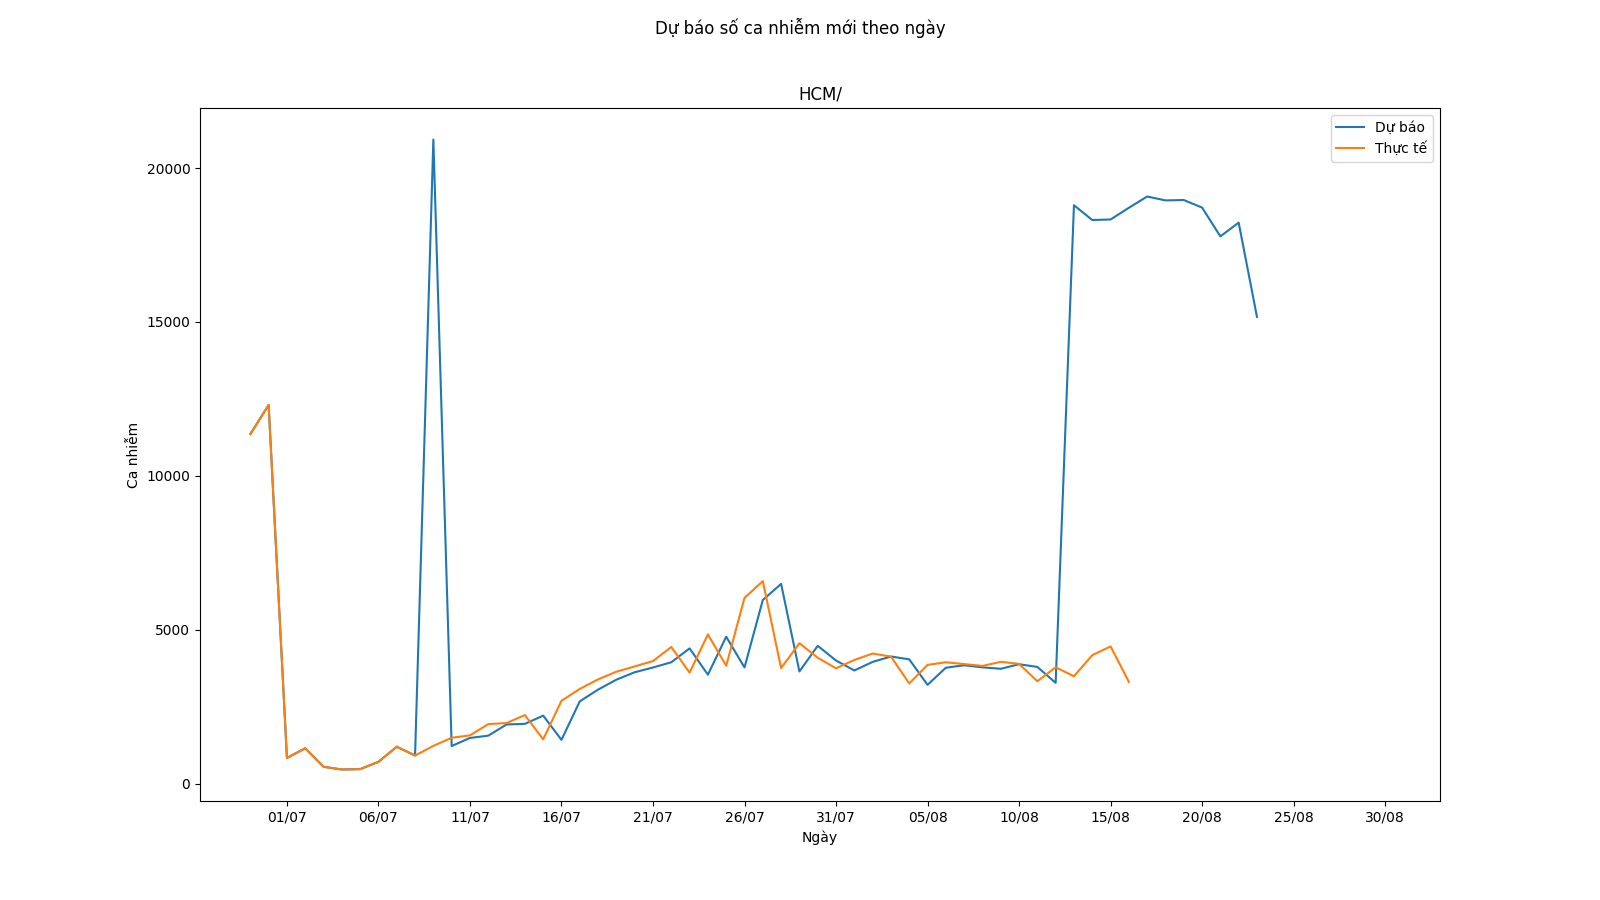 Dự báo số ca nhiễm mới theo ngày
HCM/
Dự báo
Thực tế
20000
15000
10000
5000
0
Ca nhiễm
01/07 06/07 11/07 16/07 21/07 26/07 31/07 05/08 10/08 15/08 20/08 25/08 30/08
Ngày